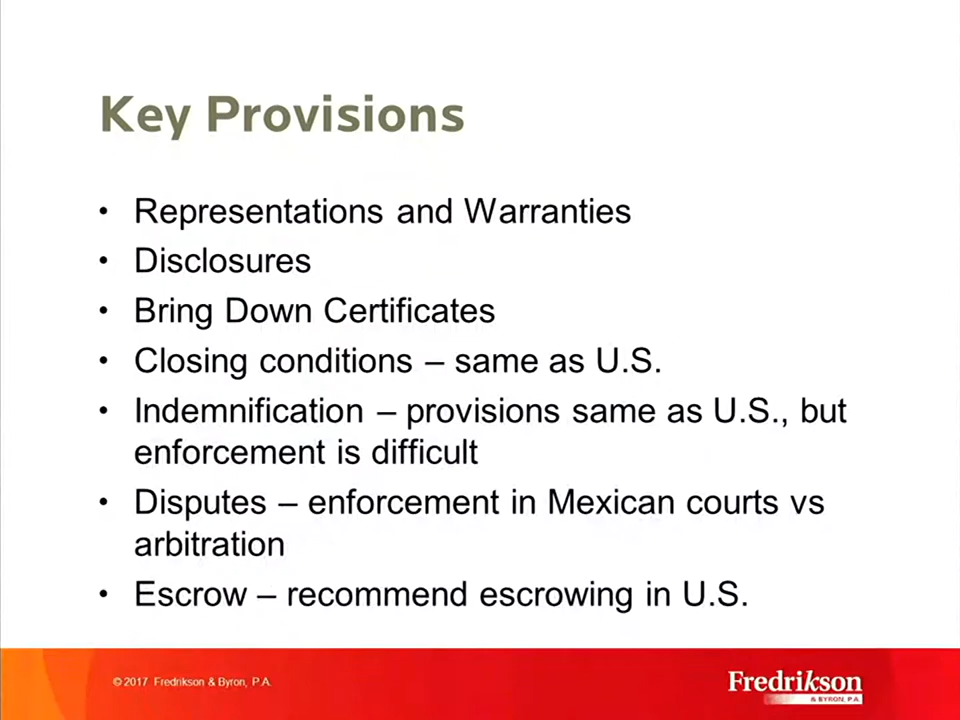 Key Provisions
• Representations and Warranties
• Disclosures
• Bring Down Certificates
• Closing conditions – same as U.S.
• Indemnification – provisions same as U.S., but
enforcement is difficult
• Disputes – enforcement in Mexican courts vs
arbitration
• Escrow – recommend escrowing in U.S.
© 2017 Fredrikson & Byron, P.A.
Fredrikson
& BYRON, P.A.